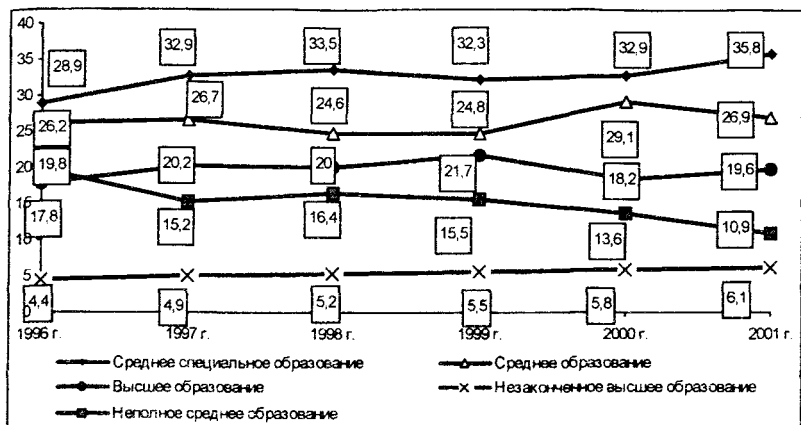 40
35
30
25
20
15
10
5
0
28,9 32,9 33,5 32,3 32,9 35,8
26,2 26,7 24,6 24,8 29,1 26,9
19,8 20,2 20 21,7 18,2 19,6
17,8 15,2 16,4 15,5 13,6 10,9
4,4 4,9 5,2 5,5 5,8 6,1
1996 г. 1997 г. 1998 г. 1999 г. 2000 г. 2001 г.
Среднее специальное образование Среднее образование
Высшее образование Незаконченное высшее образование
Неполное среднее образование